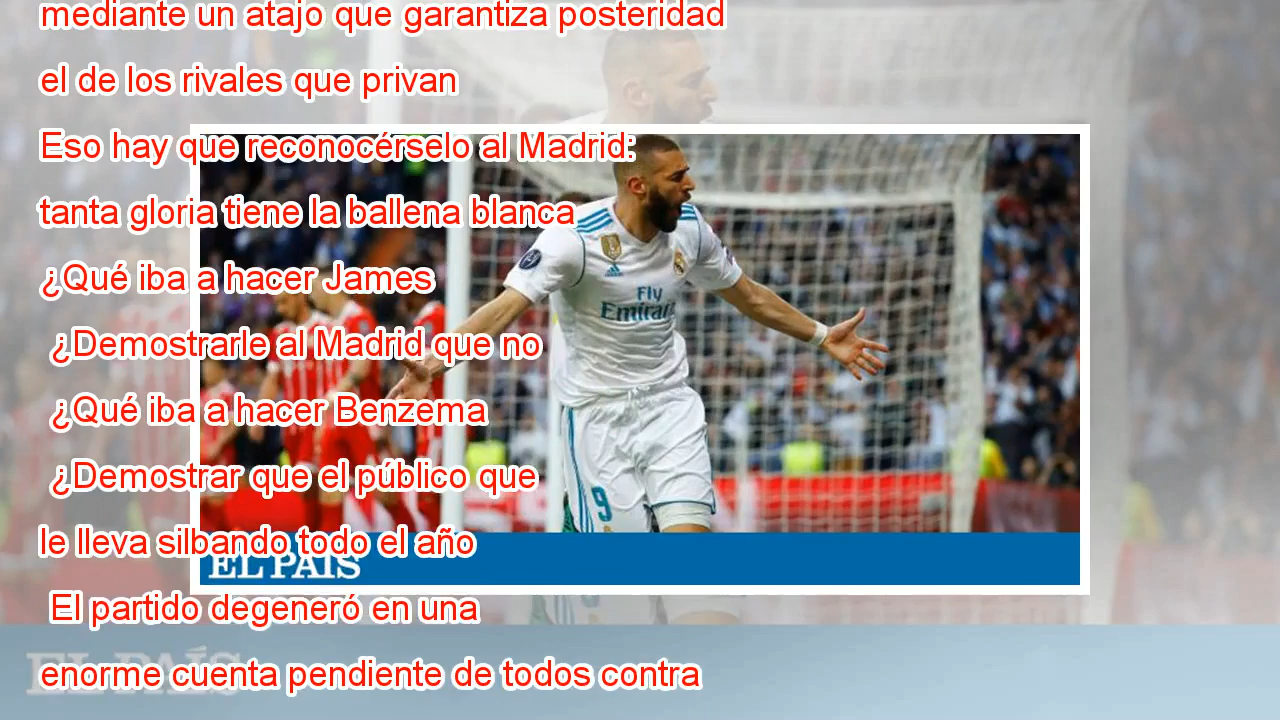 mediante un atajo que garantiza posteridad
el de los rivales que privan
Eso hay que reconocérselo al Madrid:
tanta gloria tiene la ballena blanca
¿Qué iba a hacer James
¿Demostrarle al Madrid que no
¿Qué iba a hacer Benzema
¿Demostrar que el público que
le lleva silbando todo el año
El partido degeneró en una
enorme cuenta pendiente de todos contra
Fly
Emirates
9
EL PAÍS
EL PAÍS